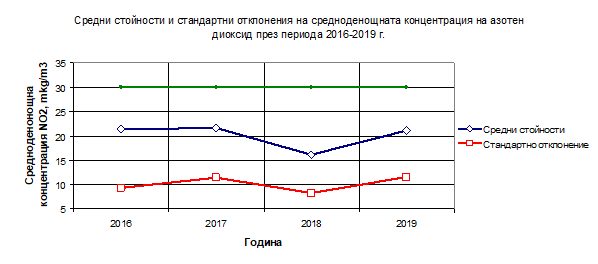 Средни стойности и стандартни отклонения на средноденощната концентрация на азотен
диоксид през периода 2016-2019 г.
Средноденонощна
концентрация NO2, mkg/m3
35
30
25
20
15
10
5
2016 2017 2018 2019
Година
Средни стойности
Стандартно отклонение